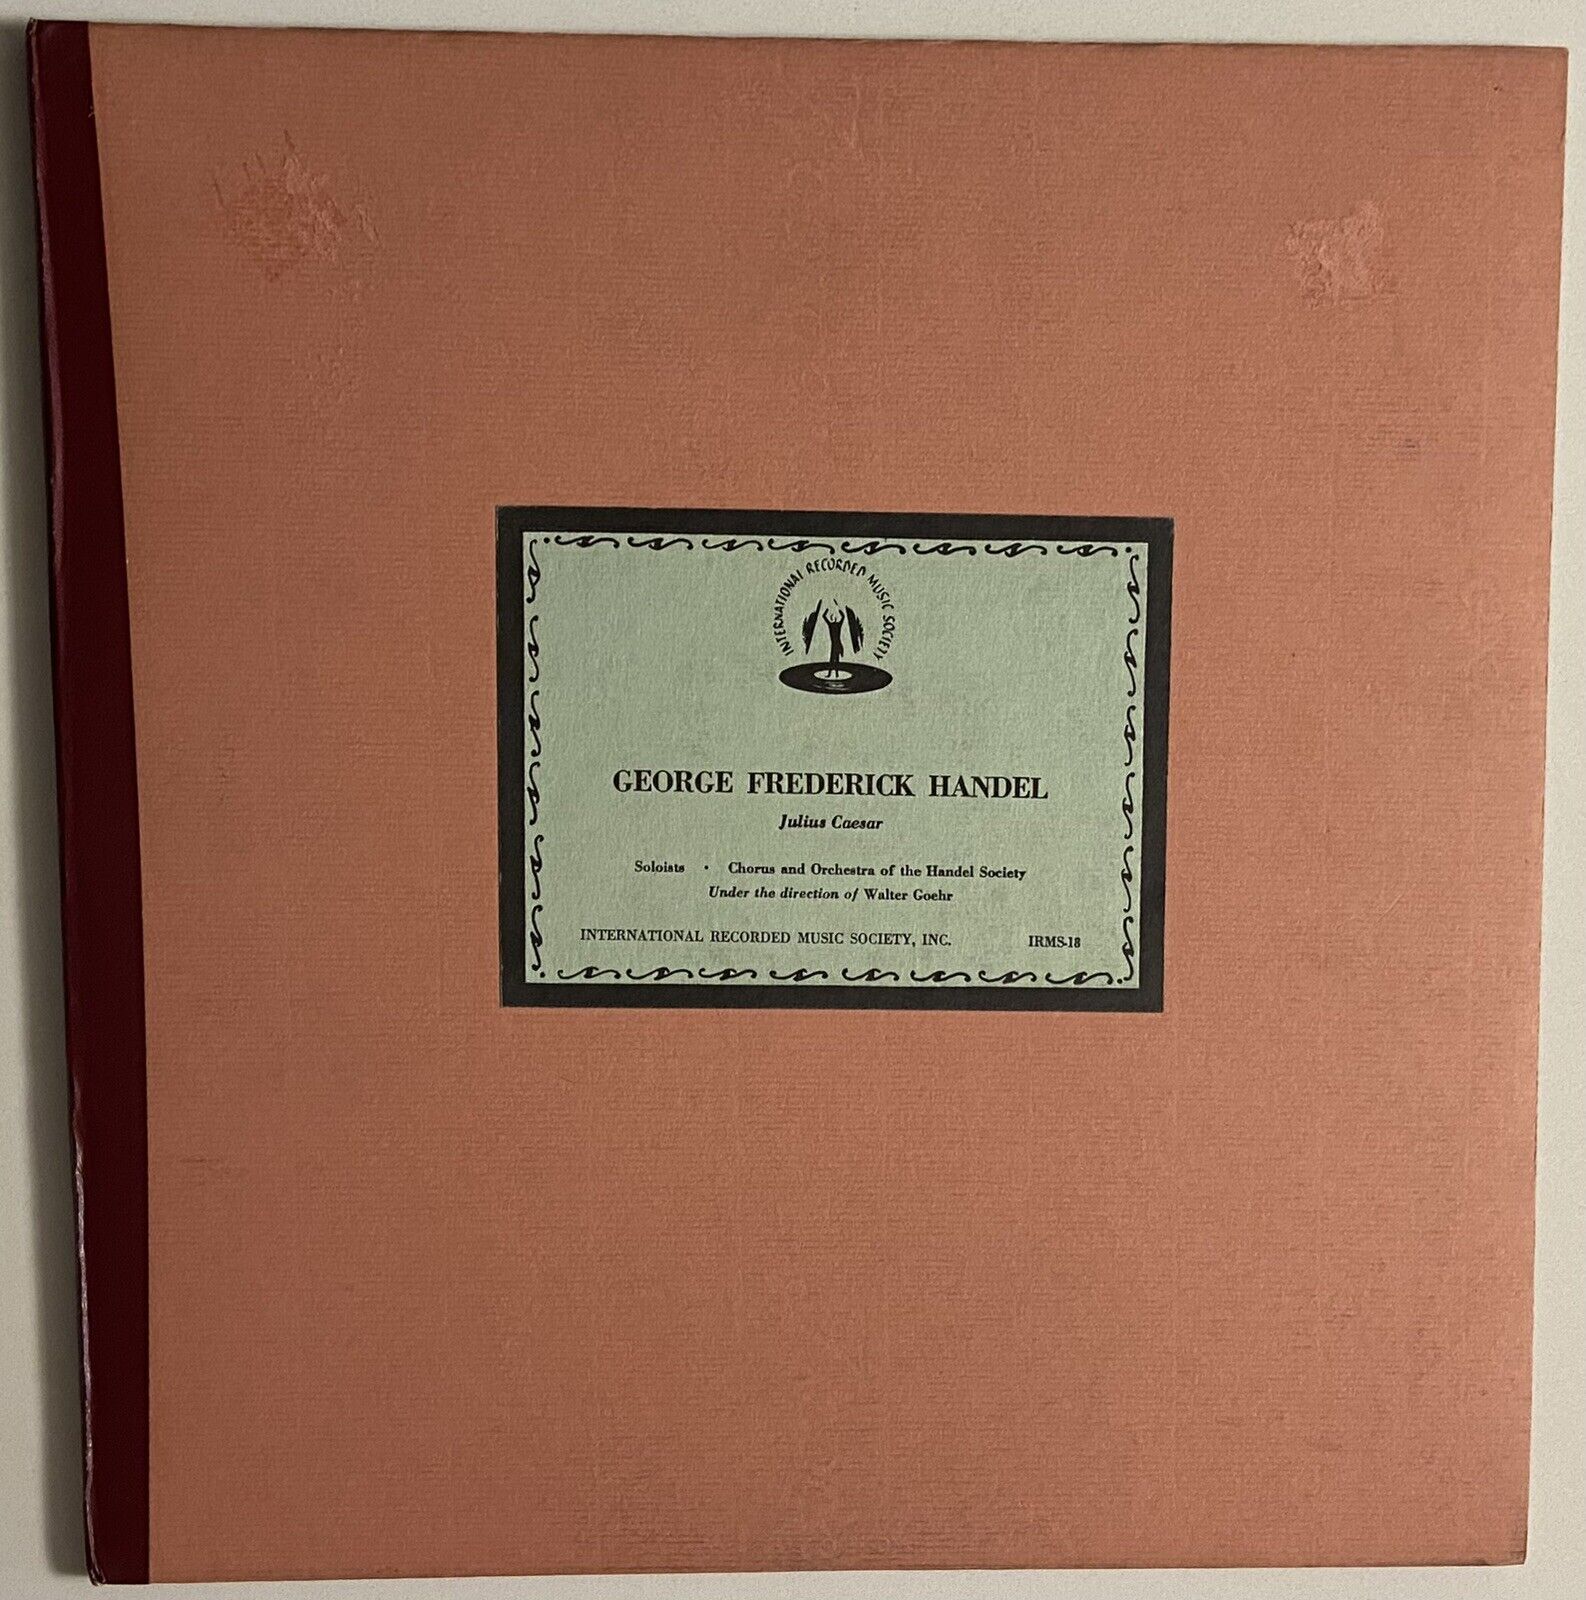 INTERNATIONAL RECORDED MUSIC SOCIETY
GEORGE FREDERICK HANDEL
Julius Caesar
Soloists • Chorus and Orchestra of the Handel Society
Under the direction of Walter Goehr
INTERNATIONAL RECORDED MUSIC SOCIETY, INC. IRMS-18